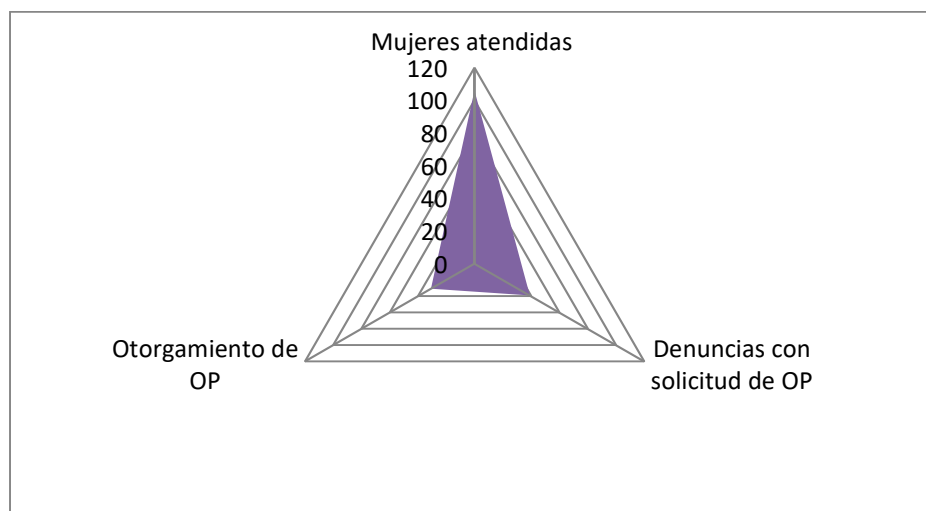 Mujeres atendidas
120
100
80
60
40
20
0
Otorgamiento de
OP
Denuncias con
solicitud de OP